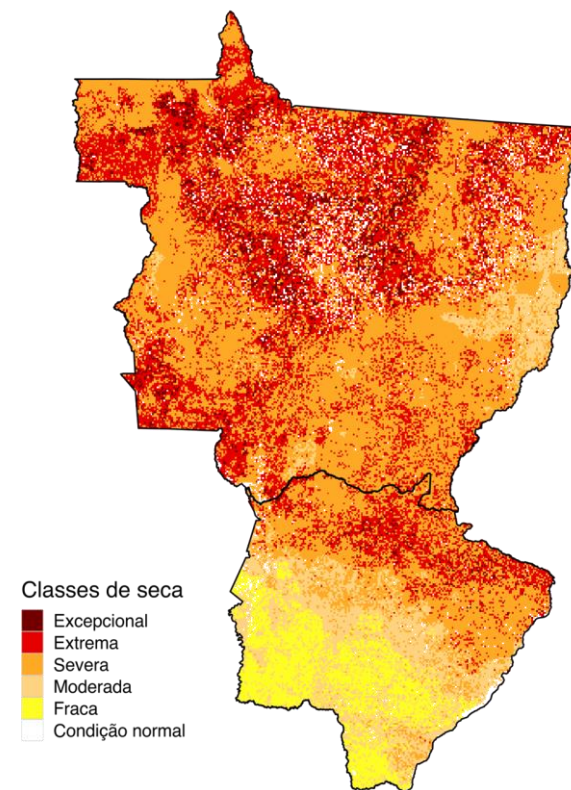 Classes de seca
Excepcional
Extrema
Severa
Moderada
Fraca
Condição normal